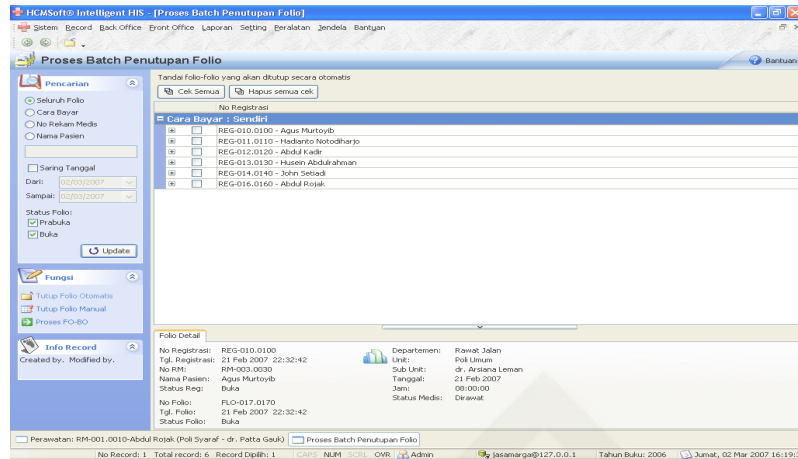 HCMSoft® Intelligent HIS - [Proses Batch Penutupan Folio]
Sistem Record Back Office Front Office Laporan Setting Peralatan Jendela Bantuan
Proses Batch Penutupan Folio
Bantuan
Pencarian
Seluruh Folio
Cara Bayar
No Rekam Medis
Nama Pasien
Saring Tanggal
Dari: 02/03/2007
Sampai: 02/03/2007
Status Folio:
Prabuka
Buka
Update
Fungsi
Tutup Folio Otomatis
Tutup Folio Manual
Proses FO-BO
Info Record
Created by. Modified by.
Tandai folio-folio yang akan ditutup secara otomatis
Cek Semua Hapus semua cek
No Registrasi
Cara Bayar : Sendiri
REG-010.0100 - Agus Murtoyib
REG-011.0110 - Hadianto Notodiharjo
REG-012.0120 - Abdul Kadir
REG-013.0130 - Husein Abdulrahman
REG-014.0140 - John Setiadi
REG-016.0160 - Abdul Rojak
Folio Detail
No Registrasi: REG-010.0100
Tgl. Registrasi: 21 Feb 2007 22:32:42
No RM: RM-003.0030
Nama Pasien: Agus Murtoyib
Status Reg: Buka
No Folio: FLO-017.0170
Tgl. Folio: 21 Feb 2007 22:32:42
Status Folio: Buka
Departemen: Rawat Jalan
Unit: Poli Umum
Sub Unit: dr. Arsiana Leman
Tanggal: 21 Feb 2007
Jam: 08:00:00
Status Medis: Dirawat
Perawatan: RM-001.0010-Abdul Rojak (Poli Syaraf - dr. Patta Gauk) Proses Batch Penutupan Folio
No Record: 1 Total record: 6 Record Dipilih: 1 CAPS NUM SCRL OVR Admin jasamarga@127.0.0.1 Tahun Buku: 2006 Jumat, 02 Mar 2007 16:19: